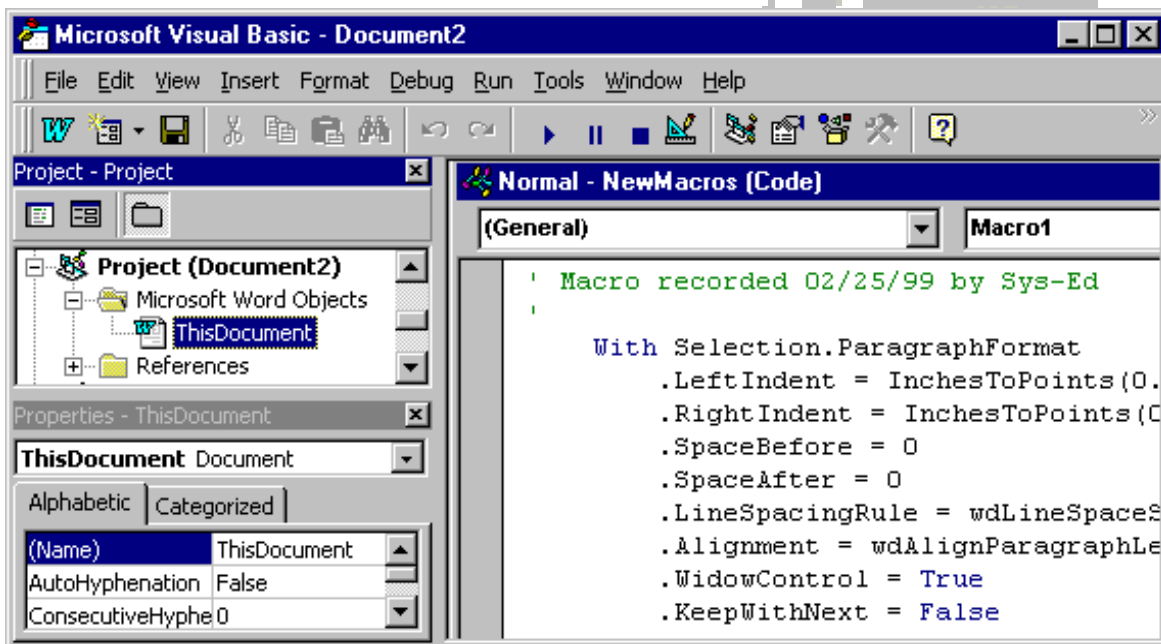 Microsoft Visual Basic - Document2
File Edit View Insert Format Debug Run Tools Window Help
Project - Project
Project (Document2)
Microsoft Word Objects
ThisDocument
References
Properties - ThisDocument
ThisDocument Document
Alphabetic Categorized
(Name) ThisDocument
AutoHyphenation False
ConsecutiveHyphe 0
Normal - NewMacros (Code)
(General) Macro1
' Macro recorded 02/25/99 by Sys-Ed
'
With Selection.ParagraphFormat
.LeftIndent = InchesToPoints(0.
.RightIndent = InchesToPoints(0
.SpaceBefore = 0
.SpaceAfter = 0
.LineSpacingRule = wdLineSpaceS
.Alignment = wdAlignParagraphLe
.WidowControl = True
.KeepWithNext = False